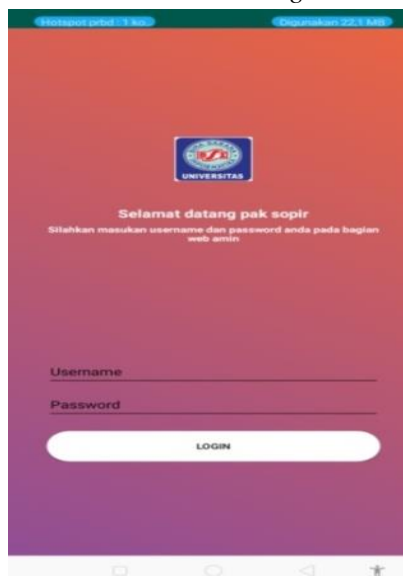 Hotspot prbd : 1 ko..
Digunakan 22,1 MB
UNIVERSITAS
Selamat datang pak sopir
Silahkan masukan username dan password anda pada bagian
web amin
Username
Password
LOGIN